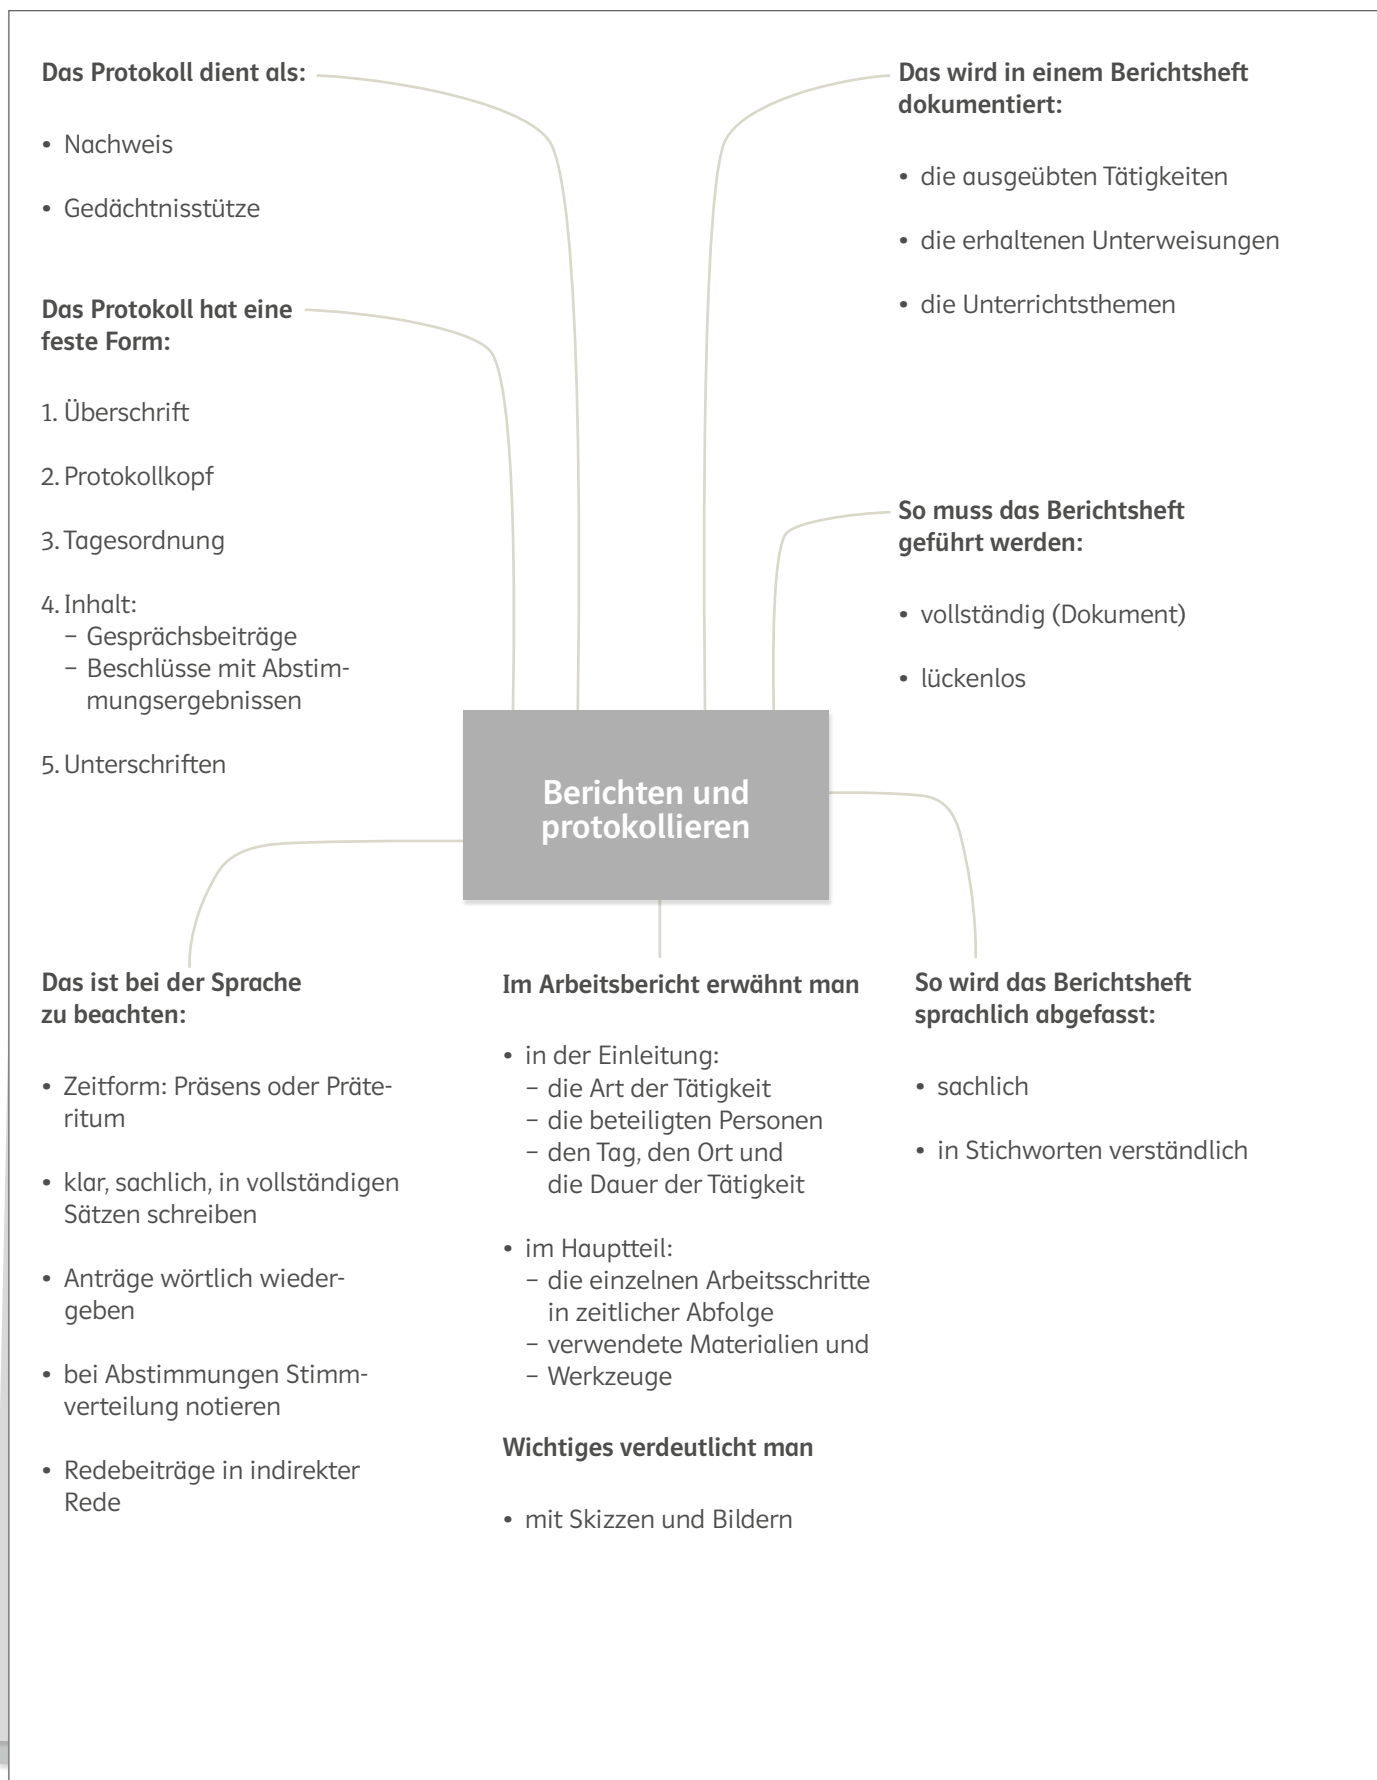 Das Protokoll dient als:
• Nachweis
• Gedächtnisstütze
Das Protokoll hat eine
feste Form:
1. Überschrift
2. Protokollkopf
3. Tagesordnung
4. Inhalt:
– Gesprächsbeiträge
– Beschlüsse mit Abstim-
mungsergebnissen
5. Unterschriften
Das wird in einem Berichtsheft
dokumentiert:
• die ausgeübten Tätigkeiten
• die erhaltenen Unterweisungen
• die Unterrichtsthemen
So muss das Berichtsheft
geführt werden:
• vollständig (Dokument)
• lückenlos
Berichten und
protokollieren
Das ist bei der Sprache
zu beachten:
• Zeitform: Präsens oder Präte-
ritum
• klar, sachlich, in vollständigen
Sätzen schreiben
• Anträge wörtlich wieder-
geben
• bei Abstimmungen Stimm-
verteilung notieren
• Redebeiträge in indirekter
Rede
Im Arbeitsbericht erwähnt man
• in der Einleitung:
– die Art der Tätigkeit
– die beteiligten Personen
– den Tag, den Ort und
die Dauer der Tätigkeit
• im Hauptteil:
– die einzelnen Arbeitsschritte
in zeitlicher Abfolge
– verwendete Materialien und
– Werkzeuge
Wichtiges verdeutlicht man
• mit Skizzen und Bildern
So wird das Berichtsheft
sprachlich abgefasst:
• sachlich
• in Stichworten verständlich